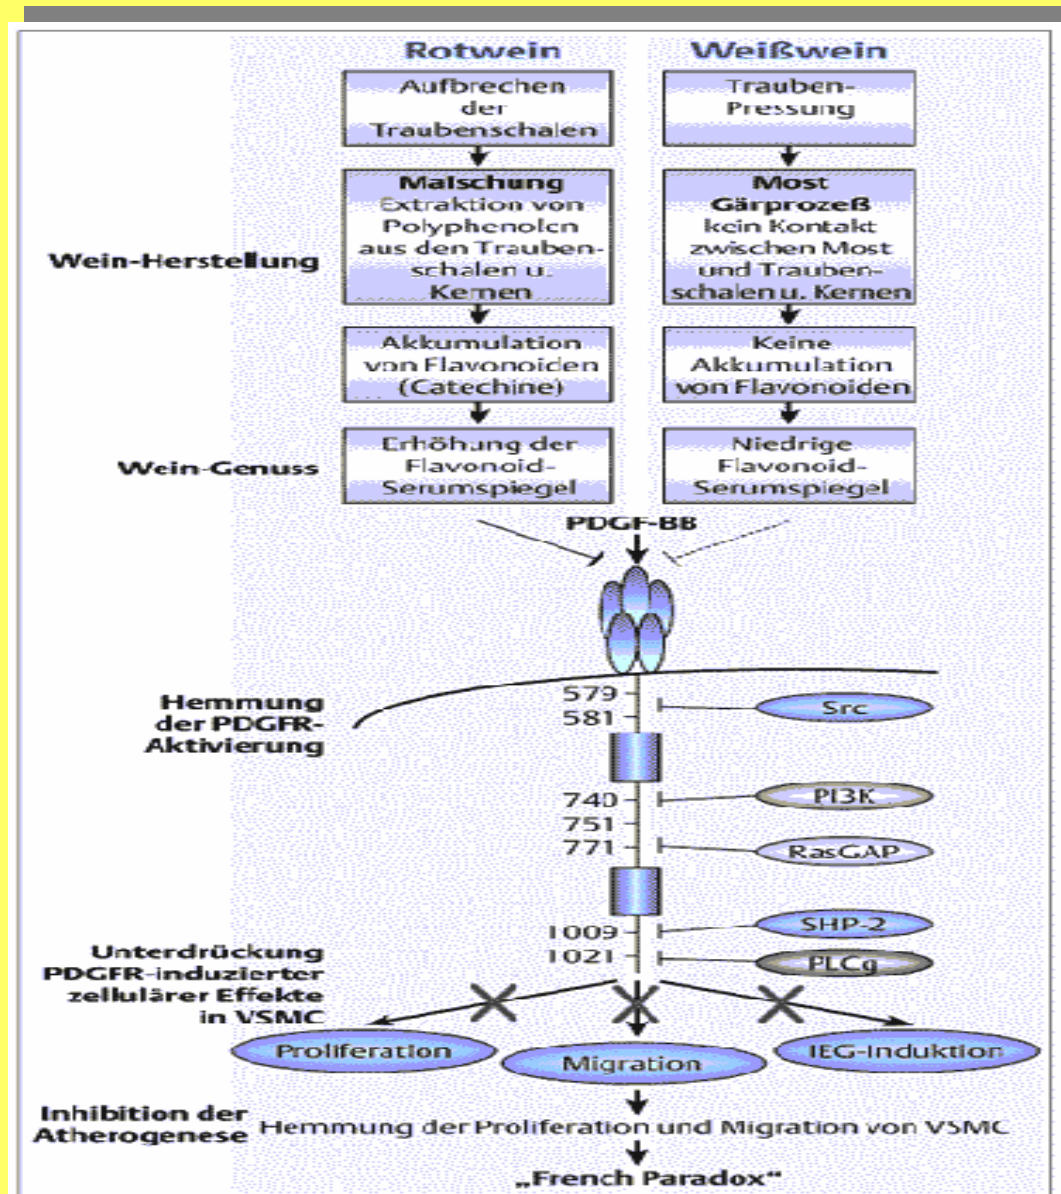 Rotwein
Weißwein
Aufbrechen
der
Traubenschalen
Trauben-
Pressung
Wein-Herstellung
Maischung
Extraktion von
Polyphenolen
aus den Trauben-
schalen u.
Kernen
Most
Gärprozeß
kein Kontakt
zwischen Most
und Trauben-
schalen u. Kernen
Akkumulation
von Flavonoiden
(Catechine)
Keine
Akkumulation
von Flavonoiden
Wein-Genuss
Erhöhung der
Flavonoid-
Serumspiegel
Niedrige
Flavonoid-
Serumspiegel
PDGF-BB
Hemmung
der PDGFR-
Aktivierung
579
581
Src
740
PI3K
751
771
RasGAP
1009
SHP-2
1021
PLCg
Unterdrückung
PDGFR-induzierter
zellulärer Effekte
in VSMC
Proliferation
Migration
IEG-Induktion
Inhibition der
Atherogenese
Hemmung der Proliferation und Migration von VSMC
„French Paradox“